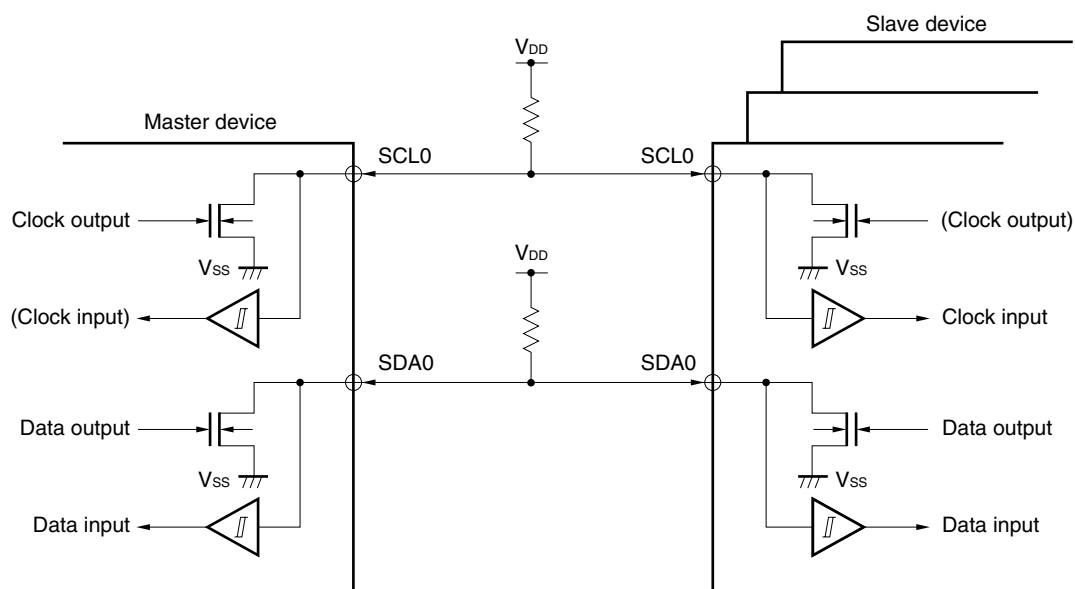 Slave device
VDD
Master device
SCL0 SCL0
Clock output (Clock output)
VSS VDD VSS
(Clock input) Clock input
SDA0 SDA0
Data output Data output
VSS VSS
Data input Data input